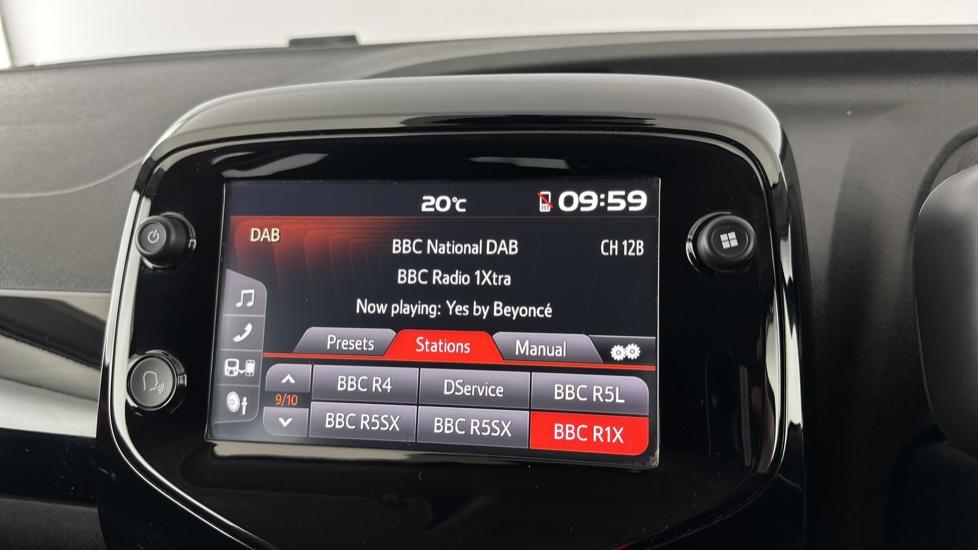 20°C 09:59
DAB BBC National DAB CH 12B
BBC Radio 1Xtra
Now playing: Yes by Beyoncé
Presets Stations Manual
BBC R4 DService BBC R5L
9/10
BBC R5SX BBC R5SX BBC R1X